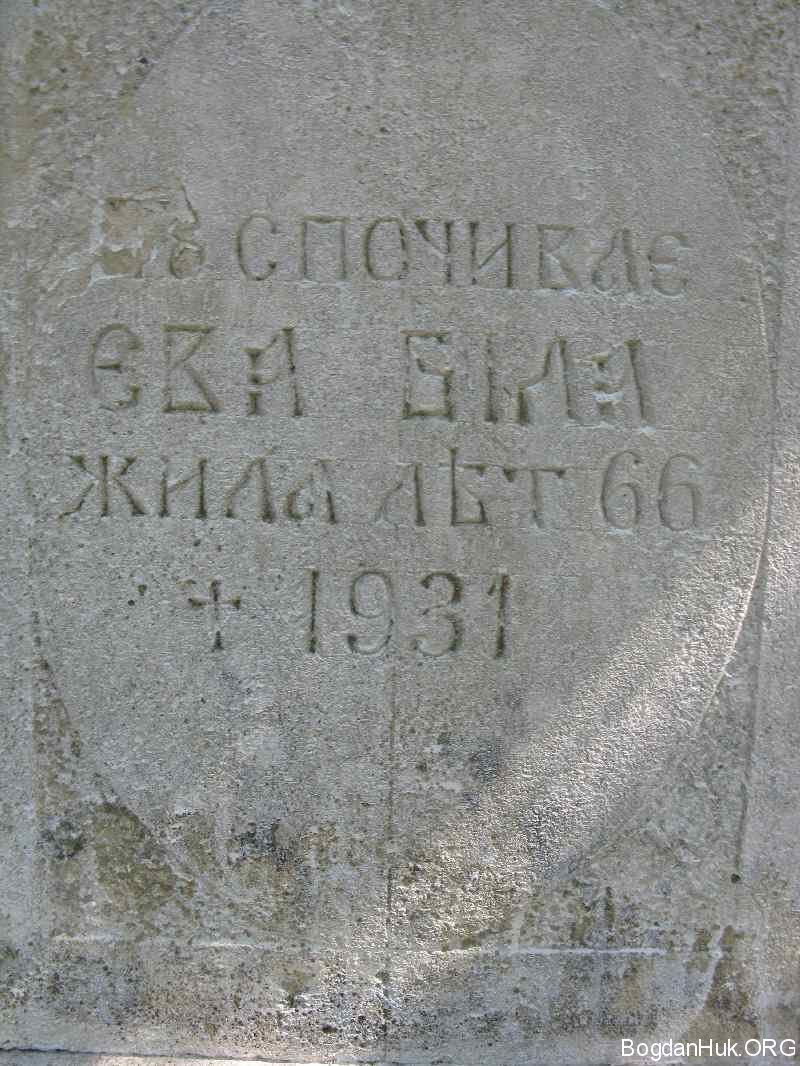 спочиває
Єва Біла
жила лѣт 66
† 1931
BogdanHuk.ORG